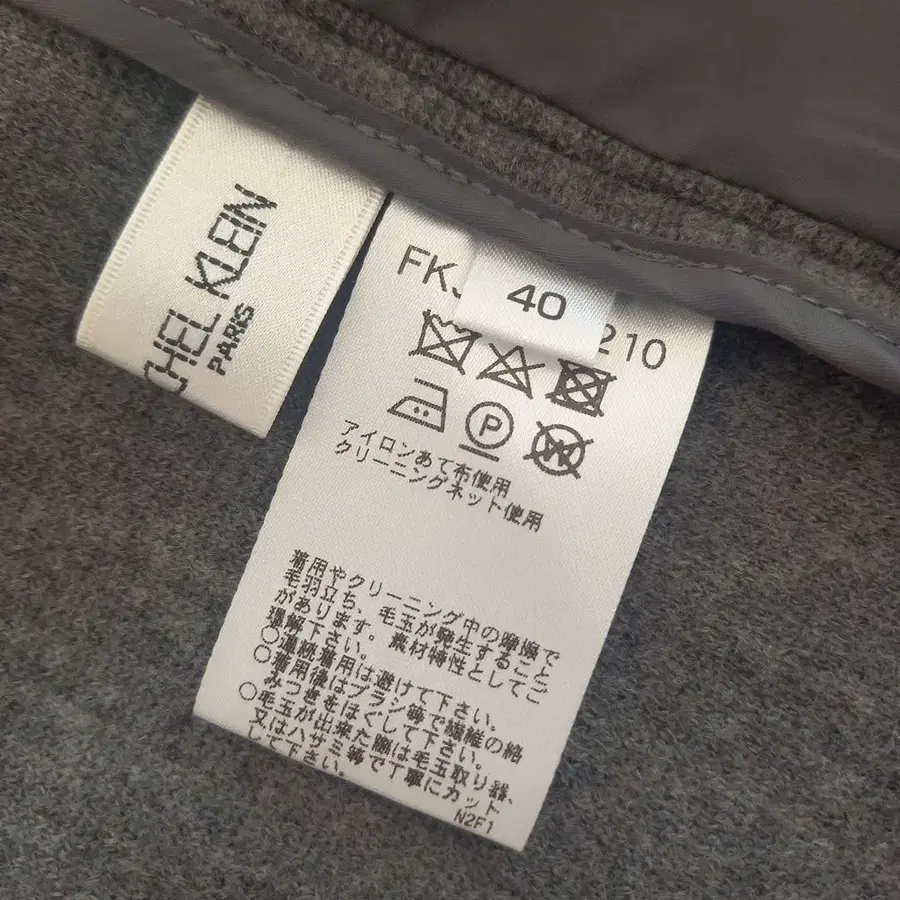 CHEL KLEIN
PARIS
FK
40
210
P
W
アイロンあて布使用
クリーニングネット使用
着用やクリーニング中の摩擦で
毛羽立ち、毛玉が発生すること
があります。素材特性としてご
理解下さい。
○連続着用は避けて下さい。
○着用後はブラシ等で繊維の絡
みつきをほぐして下さい。
○毛玉が出来た際は毛玉取り器、
又はハサミ等で丁寧にカット
して下さい。
N2F1